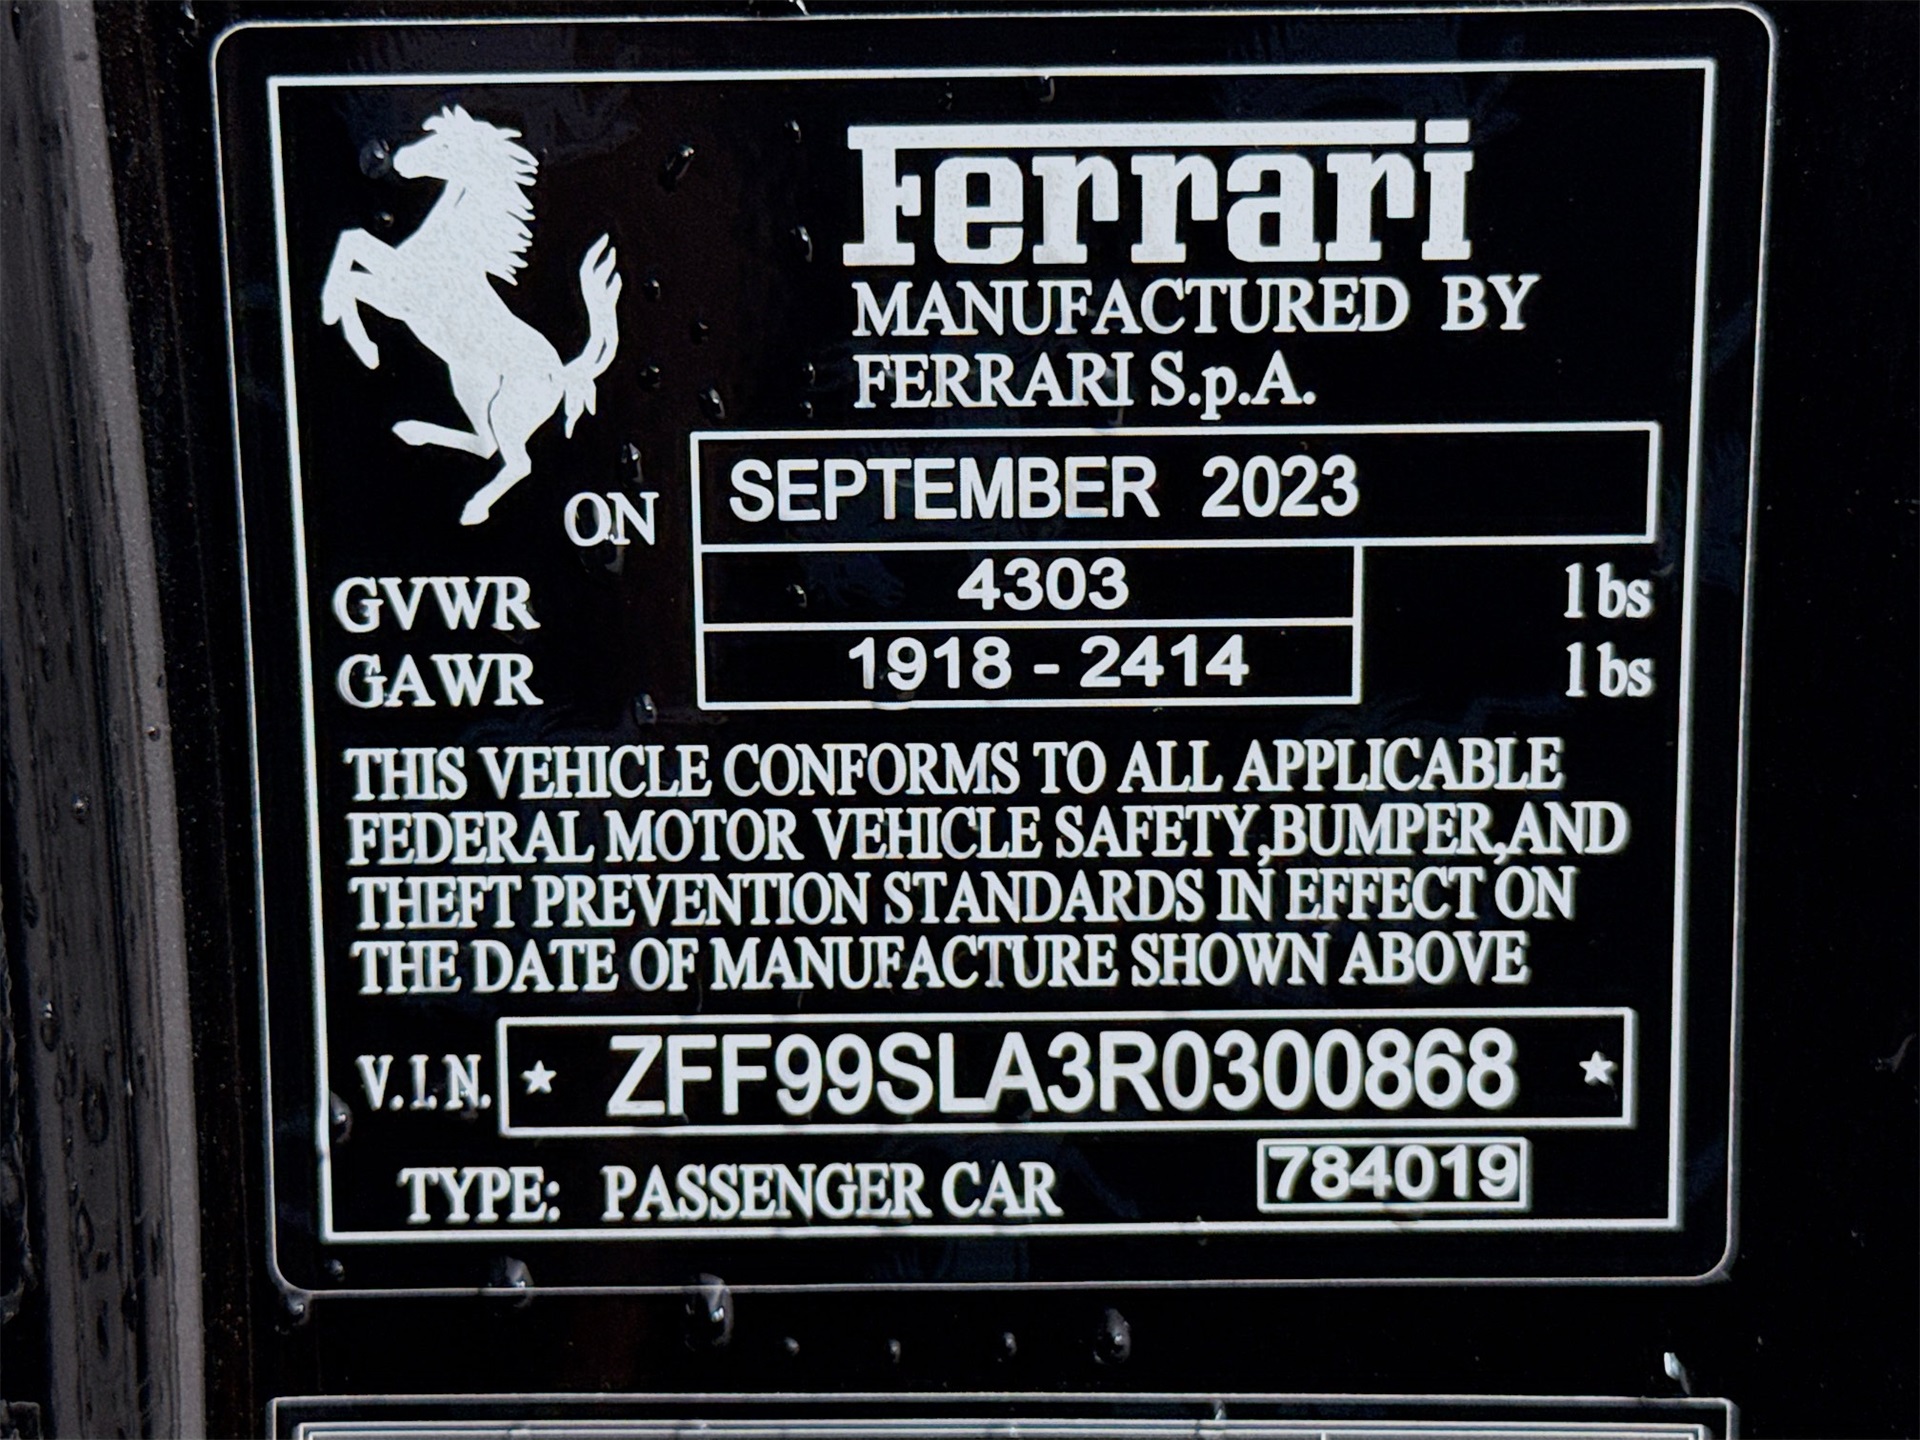 Ferrari
MANUFACTURED BY
FERRARI S.p.A.
ON SEPTEMBER 2023
GVWR 4303 lbs
GAWR 1918 - 2414 lbs
THIS VEHICLE CONFORMS TO ALL APPLICABLE
FEDERAL MOTOR VEHICLE SAFETY,BUMPER,AND
THEFT PREVENTION STANDARDS IN EFFECT ON
THE DATE OF MANUFACTURE SHOWN ABOVE
V.I.N. ★ ZFF99SLA3R0300868 ★
TYPE: PASSENGER CAR 784019